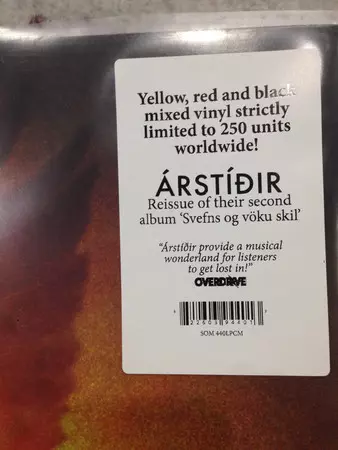 Yellow, red and black
mixed vinyl strictly
limited to 250 units
worldwide!
ÁRSTÍÐIR
Reissue of their second
album ‘Svefns og vöku skil’
“Árstíðir provide a musical
wonderland for listeners
to get lost in!”
OVERDRIVE
SOM 440LPCM